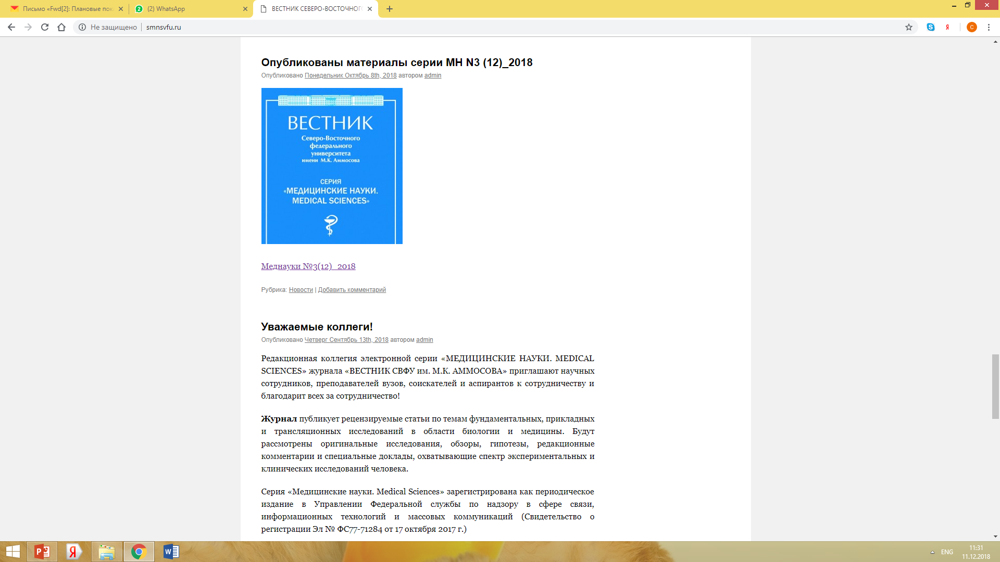 Письмо «Fwd[2]: Плановые пок
(2) WhatsApp
ВЕСТНИК СЕВЕРО-ВОСТОЧНОГ
Не защищено
smnsvfu.ru
Я
C
Опубликованы материалы серии МН N3 (12)_2018
Опубликовано Понедельник Октябрь 8th, 2018 автором admin
ВЕСТНИК
Северо-Восточного
федерального
университета
имени М.К. Аммосова
СЕРИЯ
«МЕДИЦИНСКИЕ НАУКИ.
MEDICAL SCIENCES»
Меднауки №3(12)_ 2018
Рубрика: Новости | Добавить комментарий
Уважаемые коллеги!
Опубликовано Четверг Сентябрь 13th, 2018 автором admin
Редакционная коллегия электронной серии «МЕДИЦИНСКИЕ НАУКИ. MEDICAL
SCIENCES» журнала «ВЕСТНИК СВФУ им. М.К. АММОСОВА» приглашают научных
сотрудников, преподавателей вузов, соискателей и аспирантов к сотрудничеству и
благодарит всех за сотрудничество!
Журнал публикует рецензируемые статьи по темам фундаментальных, прикладных
и трансляционных исследований в области биологии и медицины. Будут
рассмотрены оригинальные исследования, обзоры, гипотезы, редакционные
комментарии и специальные доклады, охватывающие спектр экспериментальных и
клинических исследований человека.
Серия «Медицинские науки. Medical Sciences» зарегистрирована как периодическое
издание в Управлении Федеральной службы по надзору в сфере связи,
информационных технологий и массовых коммуникаций (Свидетельство о
регистрации Эл № ФС77-71284 от 17 октября 2017 г.)
ENG
11:31
11.12.2018